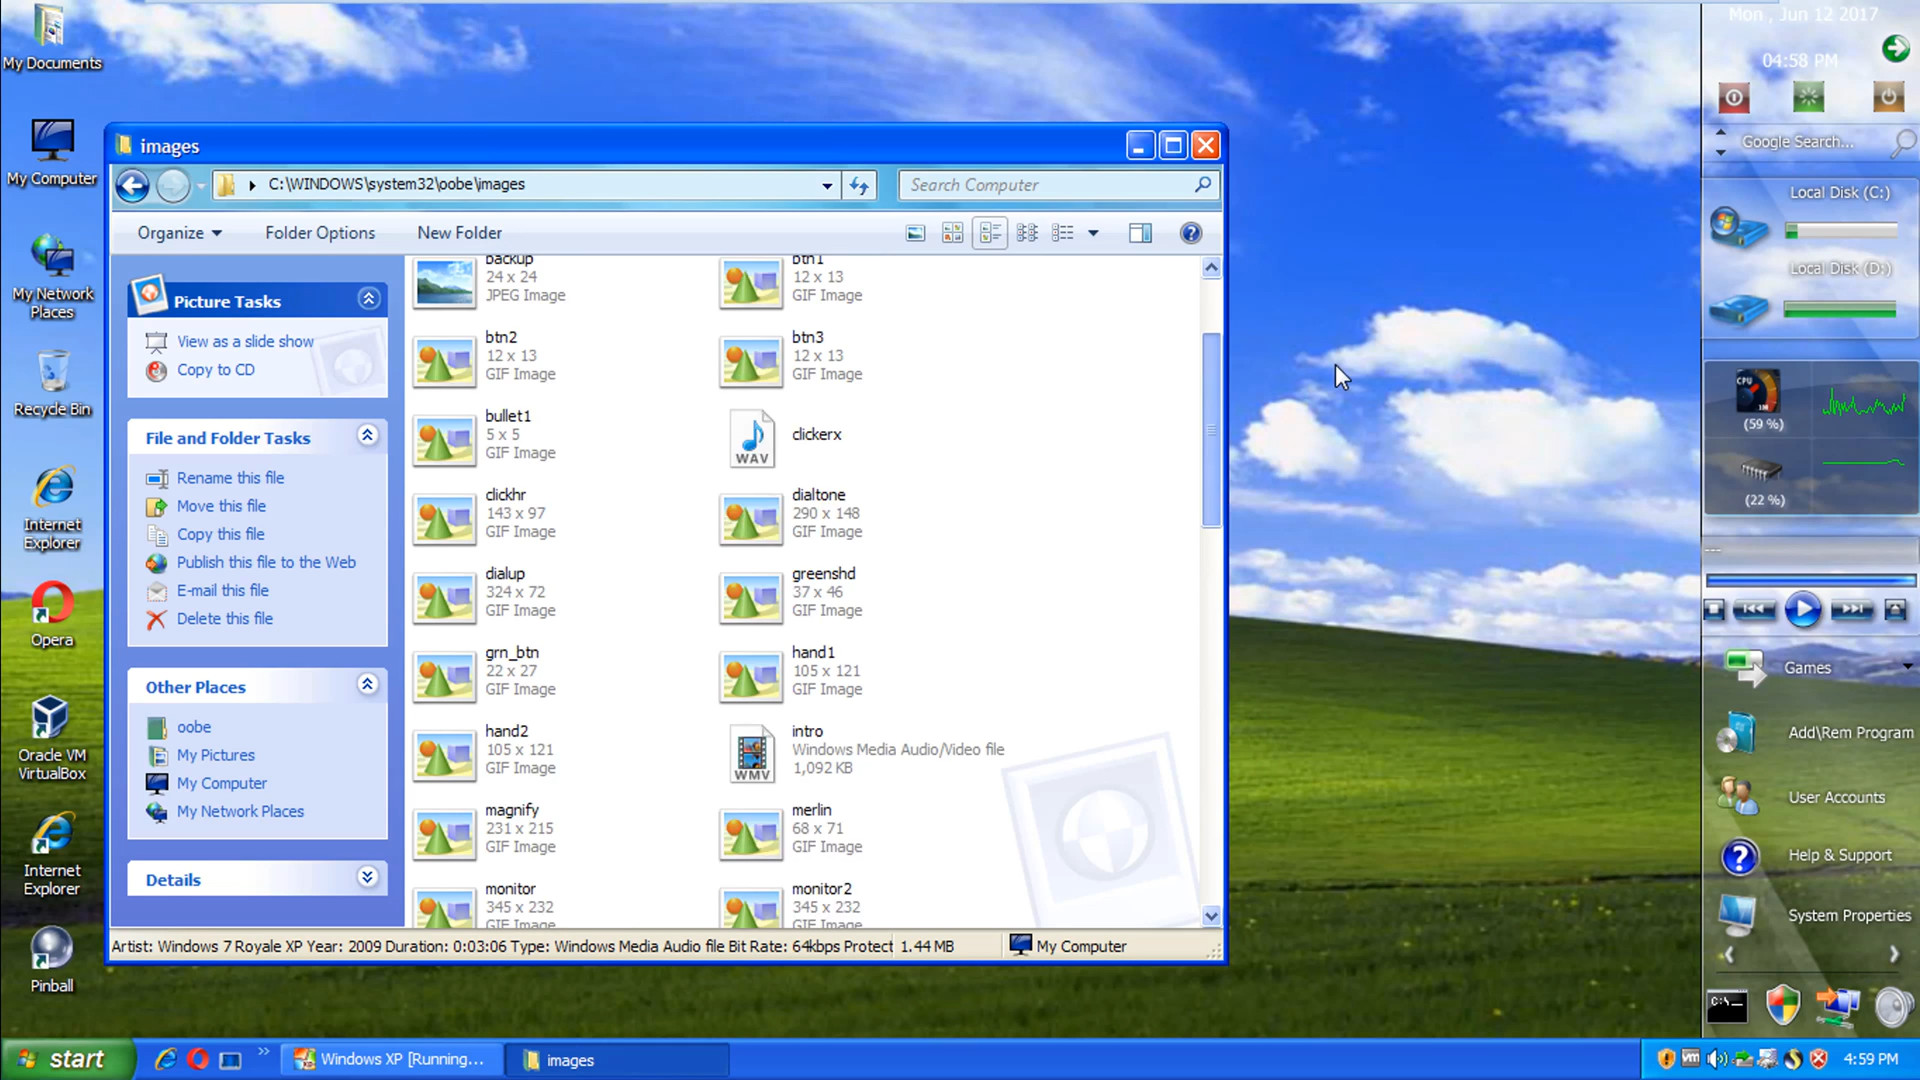 My Documents
My Computer
My Network
Places
Recycle Bin
Internet
Explorer
Opera
Oracle VM
VirtualBox
Internet
Explorer
Pinball
images
C:\WINDOWS\system32\oobe\images
Search Computer
Organize
Folder Options
New Folder
Picture Tasks
View as a slide show
Copy to CD
File and Folder Tasks
Rename this file
Move this file
Copy this file
Publish this file to the Web
E-mail this file
Delete this file
Other Places
oobe
My Pictures
My Computer
My Network Places
Details
backup
24 x 24
JPEG Image
btn1
12 x 13
GIF Image
btn2
12 x 13
GIF Image
btn3
12 x 13
GIF Image
bullet1
5 x 5
GIF Image
WAV
clickerx
clickhr
143 x 97
GIF Image
dialtone
290 x 148
GIF Image
dialup
324 x 72
GIF Image
greenshd
37 x 46
GIF Image
grn_btn
22 x 27
GIF Image
hand1
105 x 121
GIF Image
hand2
105 x 121
GIF Image
WMV
intro
Windows Media Audio/Video file
1,092 KB
magnify
231 x 215
GIF Image
merlin
68 x 71
GIF Image
monitor
345 x 232
GIF Image
monitor2
345 x 232
GIF Image
Artist: Windows 7 Royale XP Year: 2009 Duration: 0:03:06 Type: Windows Media Audio file Bit Rate: 64kbps Protect
1.44 MB
My Computer
Mon , Jun 12 2017
04:58 PM
Google Search...
Local Disk (C:)
Local Disk (D:)
CPU
(59 %)
(22 %)
---
Games
Add\Rem Program
User Accounts
Help & Support
System Properties
C:\_
start
Windows XP [Running...
images
vm
4:59 PM